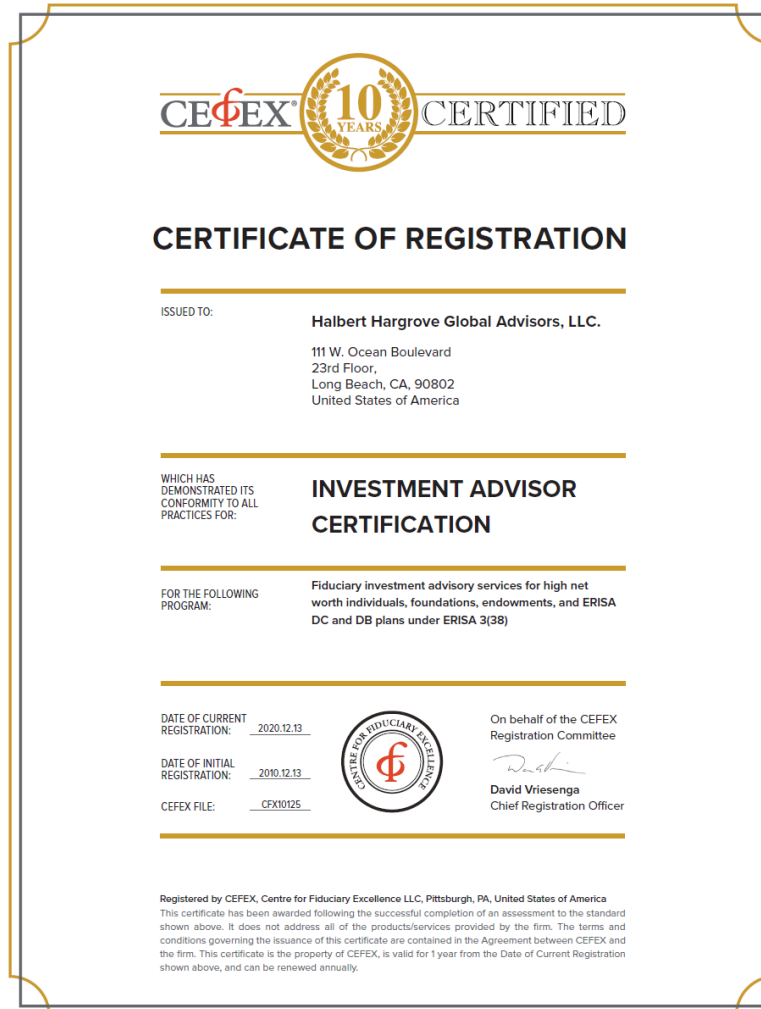 CEFEX®
10
YEARS
CERTIFIED
CERTIFICATE OF REGISTRATION
ISSUED TO:
Halbert Hargrove Global Advisors, LLC.
111 W. Ocean Boulevard
23rd Floor,
Long Beach, CA, 90802
United States of America
WHICH HAS
DEMONSTRATED ITS
CONFORMITY TO ALL
PRACTICES FOR:
INVESTMENT ADVISOR
CERTIFICATION
FOR THE FOLLOWING
PROGRAM:
Fiduciary investment advisory services for high net
worth individuals, foundations, endowments, and ERISA
DC and DB plans under ERISA 3(38)
DATE OF CURRENT
REGISTRATION: 2020.12.13
DATE OF INITIAL
REGISTRATION: 2010.12.13
CEFEX FILE: CFX10125
CENTRE FOR FIDUCIARY EXCELLENCE
On behalf of the CEFEX
Registration Committee
David Vriesenga
Chief Registration Officer
Registered by CEFEX, Centre for Fiduciary Excellence LLC, Pittsburgh, PA, United States of America
This certificate has been awarded following the successful completion of an assessment to the standard
shown above. It does not address all of the products/services provided by the firm. The terms and
conditions governing the issuance of this certificate are contained in the Agreement between CEFEX and
the firm. This certificate is the property of CEFEX, is valid for 1 year from the Date of Current Registration
shown above, and can be renewed annually.